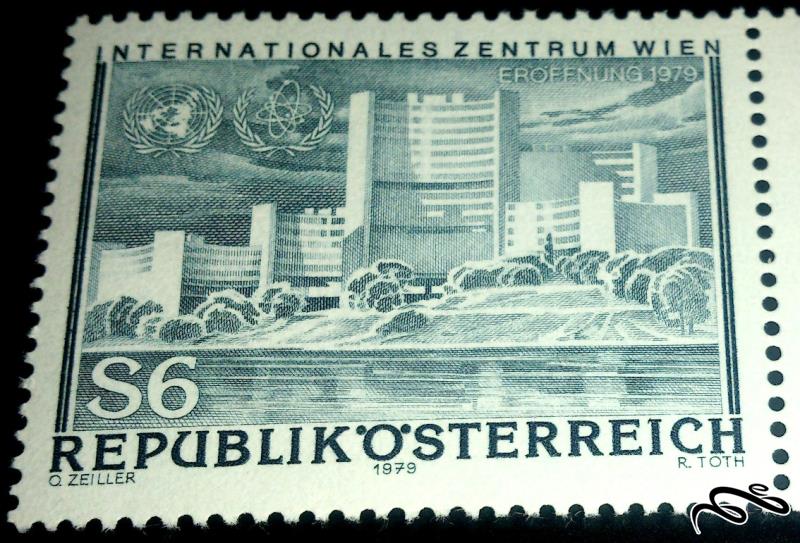 INTERNATIONALES ZENTRUM WIEN
ERÖFFNUNG 1979
S6
REPUBLIK ÖSTERREICH
O. ZEILLER
1979
R. TOTH